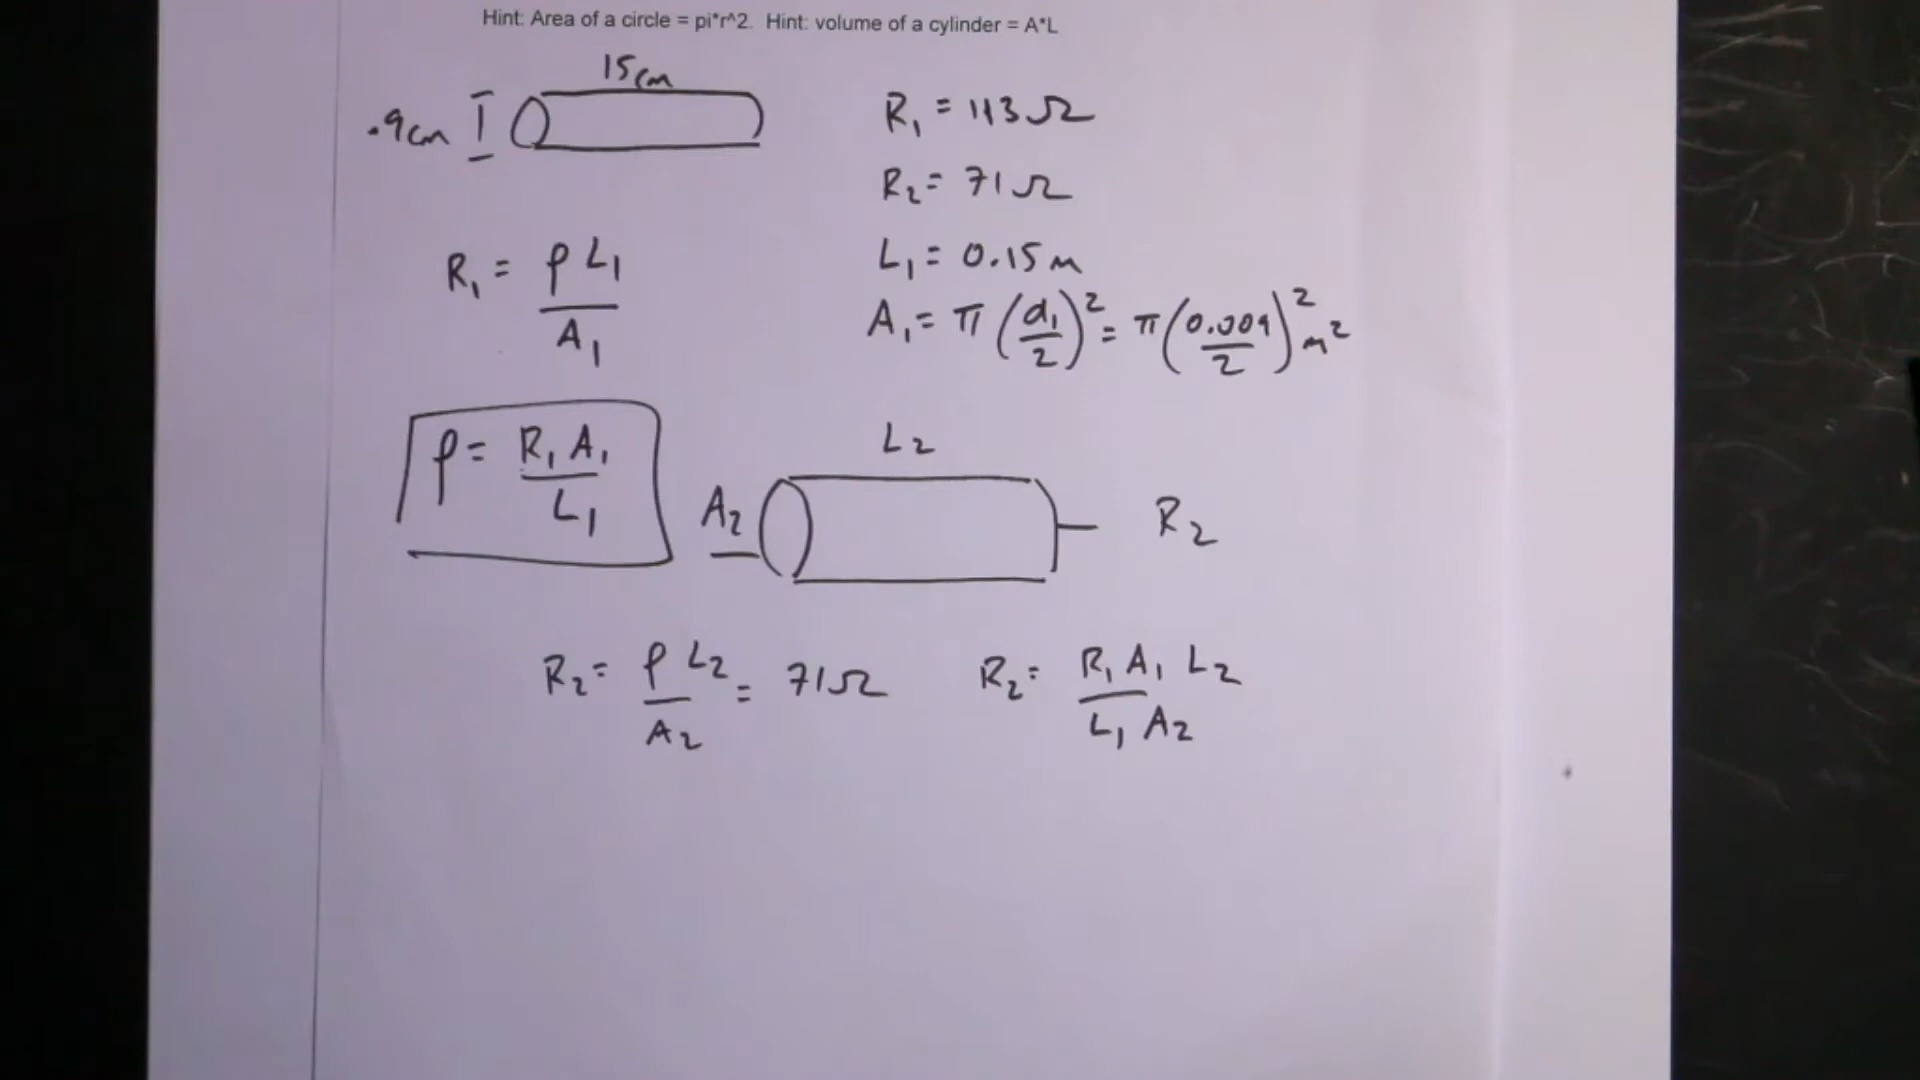 Hint: Area of a circle = pi*r^2. Hint: volume of a cylinder = A*L
15cm
.9cm
R₁ = 113Ω
R₂ = 71Ω
L₁ = 0.15m
A₁ = π(d₁/2)² = π(0.009/2)² m²
R₁ = ρL₁/A₁
ρ = R₁A₁/L₁
L₂
A₂
R₂
R₂ = ρL₂/A₂ = 71Ω
R₂ = R₁A₁L₂/L₁A₂